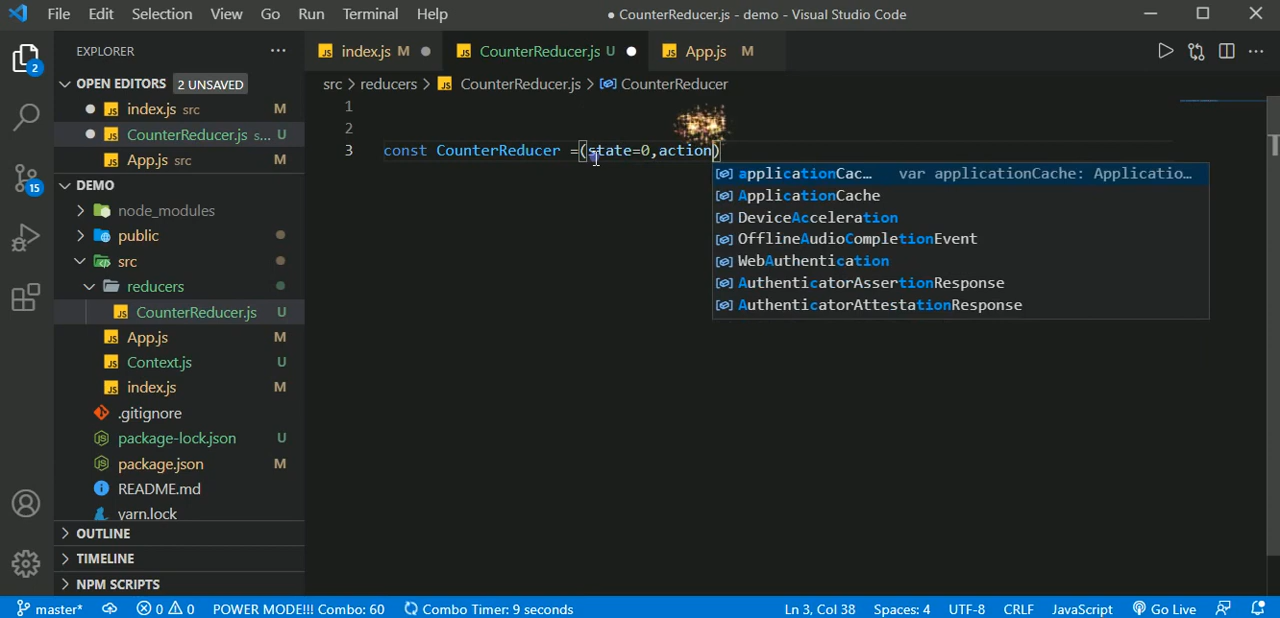 File Edit Selection View Go Run Terminal Help ● CounterReducer.js - demo - Visual Studio Code
EXPLORER ...
JS index.js M ● JS CounterReducer.js U ● JS App.js M
2
OPEN EDITORS 2 UNSAVED
src > reducers > JS CounterReducer.js > CounterReducer
● JS index.js src M
● JS CounterReducer.js s... U
JS App.js src M
1
2
3 const CounterReducer =(state=0,action)
applicationCac... var applicationCache: Applicatio...
ApplicationCache
DeviceAcceleration
OfflineAudioCompletionEvent
WebAuthentication
AuthenticatorAssertionResponse
AuthenticatorAttestationResponse
15
DEMO
node_modules
public
src
reducers
JS CounterReducer.js U
JS App.js M
JS Context.js U
JS index.js M
.gitignore
package-lock.json U
package.json M
README.md
yarn.lock
OUTLINE
TIMELINE
NPM SCRIPTS
master* 0 0 POWER MODE!!! Combo: 60 Combo Timer: 9 seconds Ln 3, Col 38 Spaces: 4 UTF-8 CRLF JavaScript Go Live